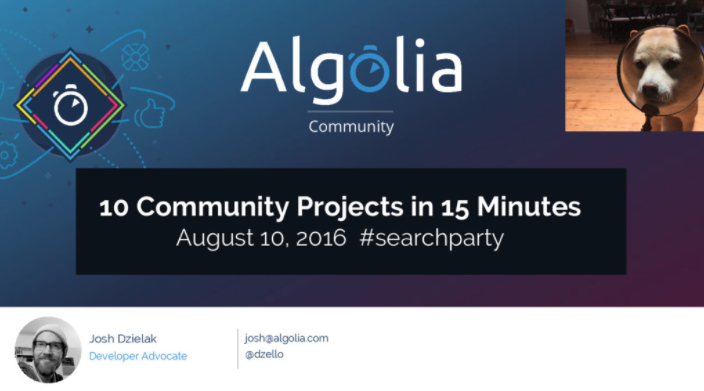 Algolia
Community
10 Community Projects in 15 Minutes
August 10, 2016 #searchparty
Josh Dzielak
Developer Advocate
josh@algolia.com
@dzello